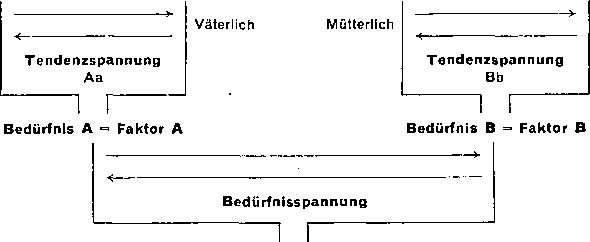 Väterlich Mütterlich
Tendenzspannung Tendenzspannung
Aa Bb
Bedürfnis A = Faktor A Bedürfnis B = Faktor B
Bedürfnisspannung